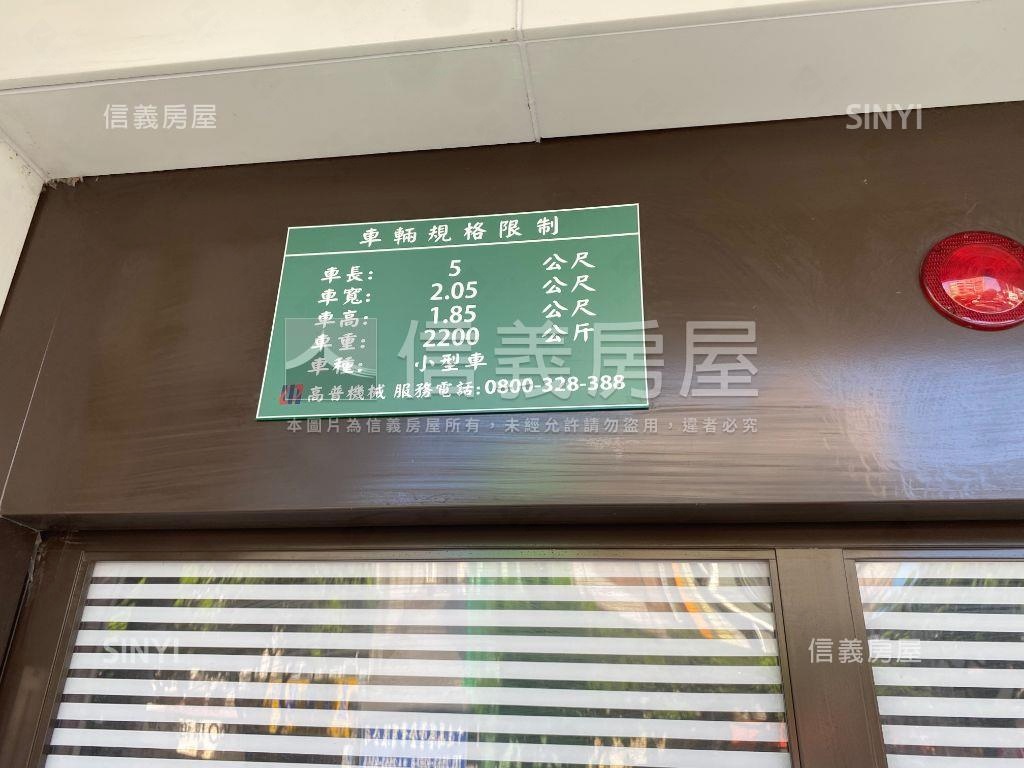 信義房屋 SINYI
車輛規格限制
車長: 5 公尺
車寬: 2.05 公尺
車高: 1.85 公尺
車重: 2200 公斤
車種: 小型車
高普機械 服務電話:0800-328-388
信義房屋
本圖片為信義房屋所有，未經允許請勿盜用，違者必究
SINYI 信義房屋